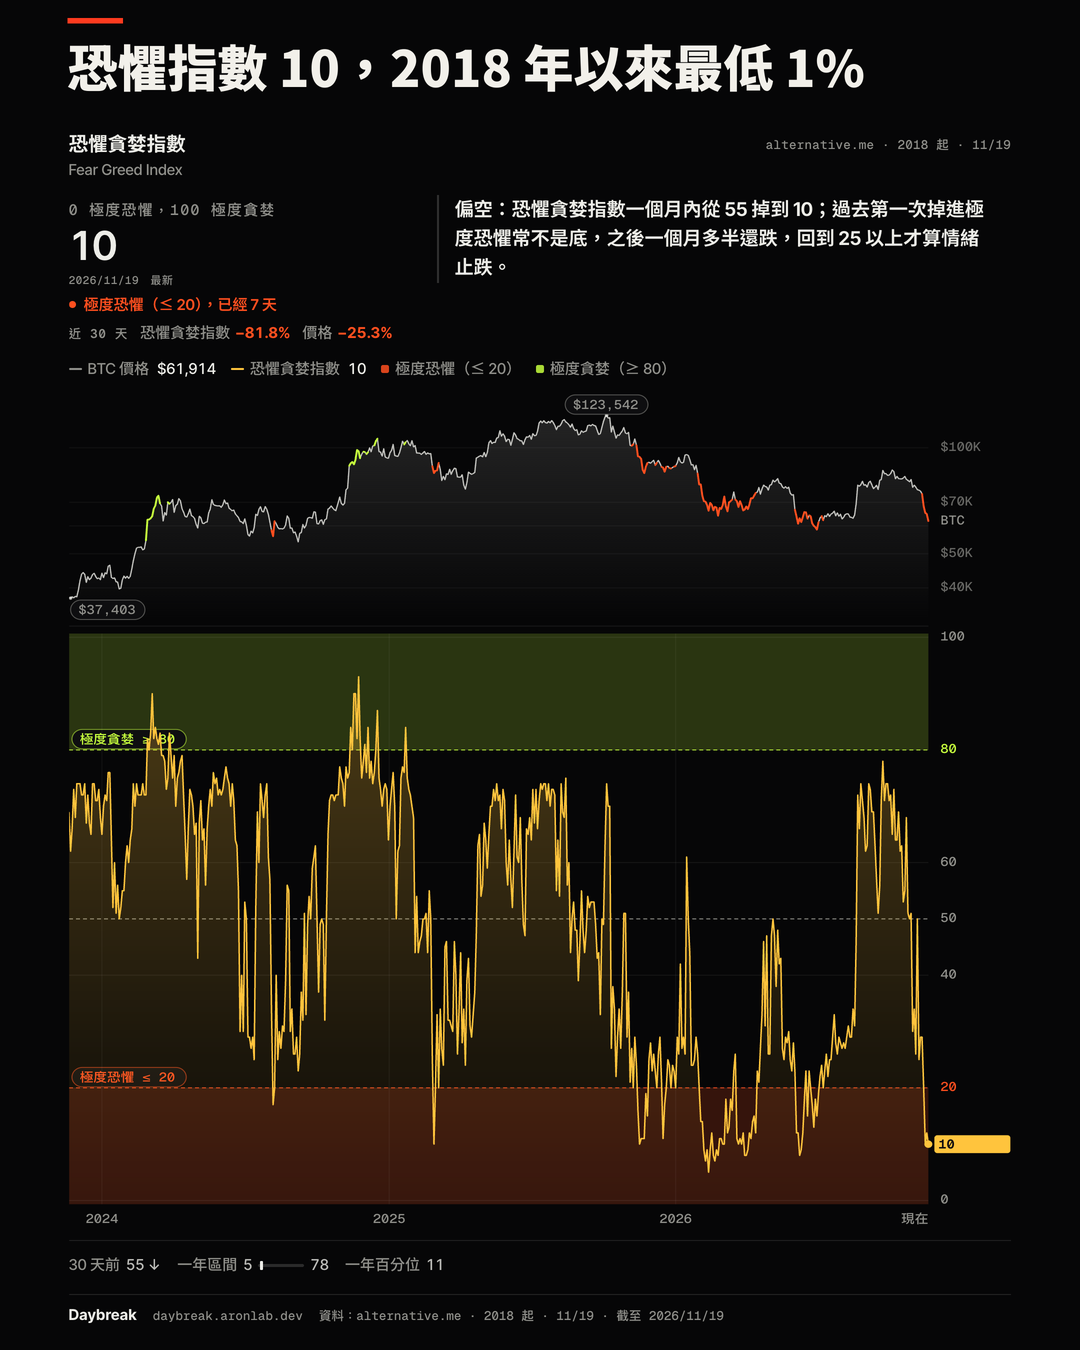 恐懼指數 10，2018 年以來最低 1%
恐懼貪婪指數
alternative.me · 2018 起 · 11/19
Fear Greed Index
0 極度恐懼，100 極度貪婪
10
2026/11/19 最新
偏空：恐懼貪婪指數一個月內從 55 掉到 10；過去第一次掉進極
度恐懼常不是底，之後一個月多半還跌，回到 25 以上才算情緒
止跌。
極度恐懼（≤ 20），已經 7 天
近 30 天 恐懼貪婪指數 −81.8% 價格 −25.3%
BTC 價格 $61,914 恐懼貪婪指數 10 極度恐懼（≤ 20） 極度貪婪（≥ 80）
$123,542
$100K
$70K
BTC
$50K
$40K
$37,403
100
極度貪婪 ≥ 80
80
60
50
40
極度恐懼 ≤ 20
20
10
0
2024 2025 2026 現在
30 天前 55 ↓ 一年區間 5 78 一年百分位 11
Daybreak daybreak.aronlab.dev 資料：alternative.me · 2018 起 · 11/19 · 截至 2026/11/19